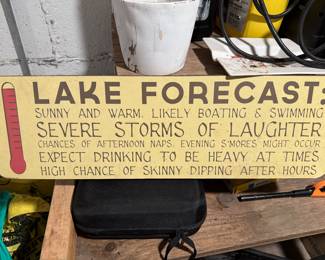 LAKE FORECAST:
SUNNY AND WARM, LIKELY BOATING & SWIMMING
SEVERE STORMS OF LAUGHTER
CHANCES OF AFTERNOON NAPS, EVENING S'MORES MIGHT OCCUR
EXPECT DRINKING TO BE HEAVY AT TIMES
HIGH CHANCE OF SKINNY DIPPING AFTER HOURS